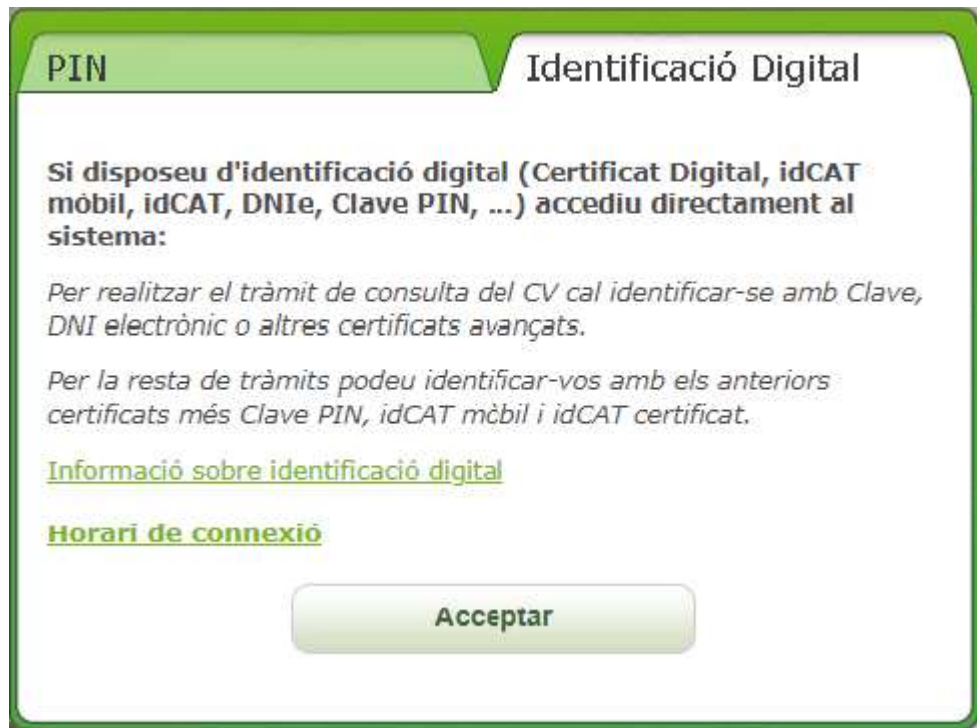 PIN
Identificació Digital
Si disposeu d'identificació digital (Certificat Digital, idCAT
mòbil, idCAT, DNIe, Clave PIN, ...) accediu directament al
sistema:
Per realitzar el tràmit de consulta del CV cal identificar-se amb Clave,
DNI electrònic o altres certificats avançats.
Per la resta de tràmits podeu identificar-vos amb els anteriors
certificats més Clave PIN, idCAT mòbil i idCAT certificat.
Informació sobre identificació digital
Horari de connexió
Acceptar